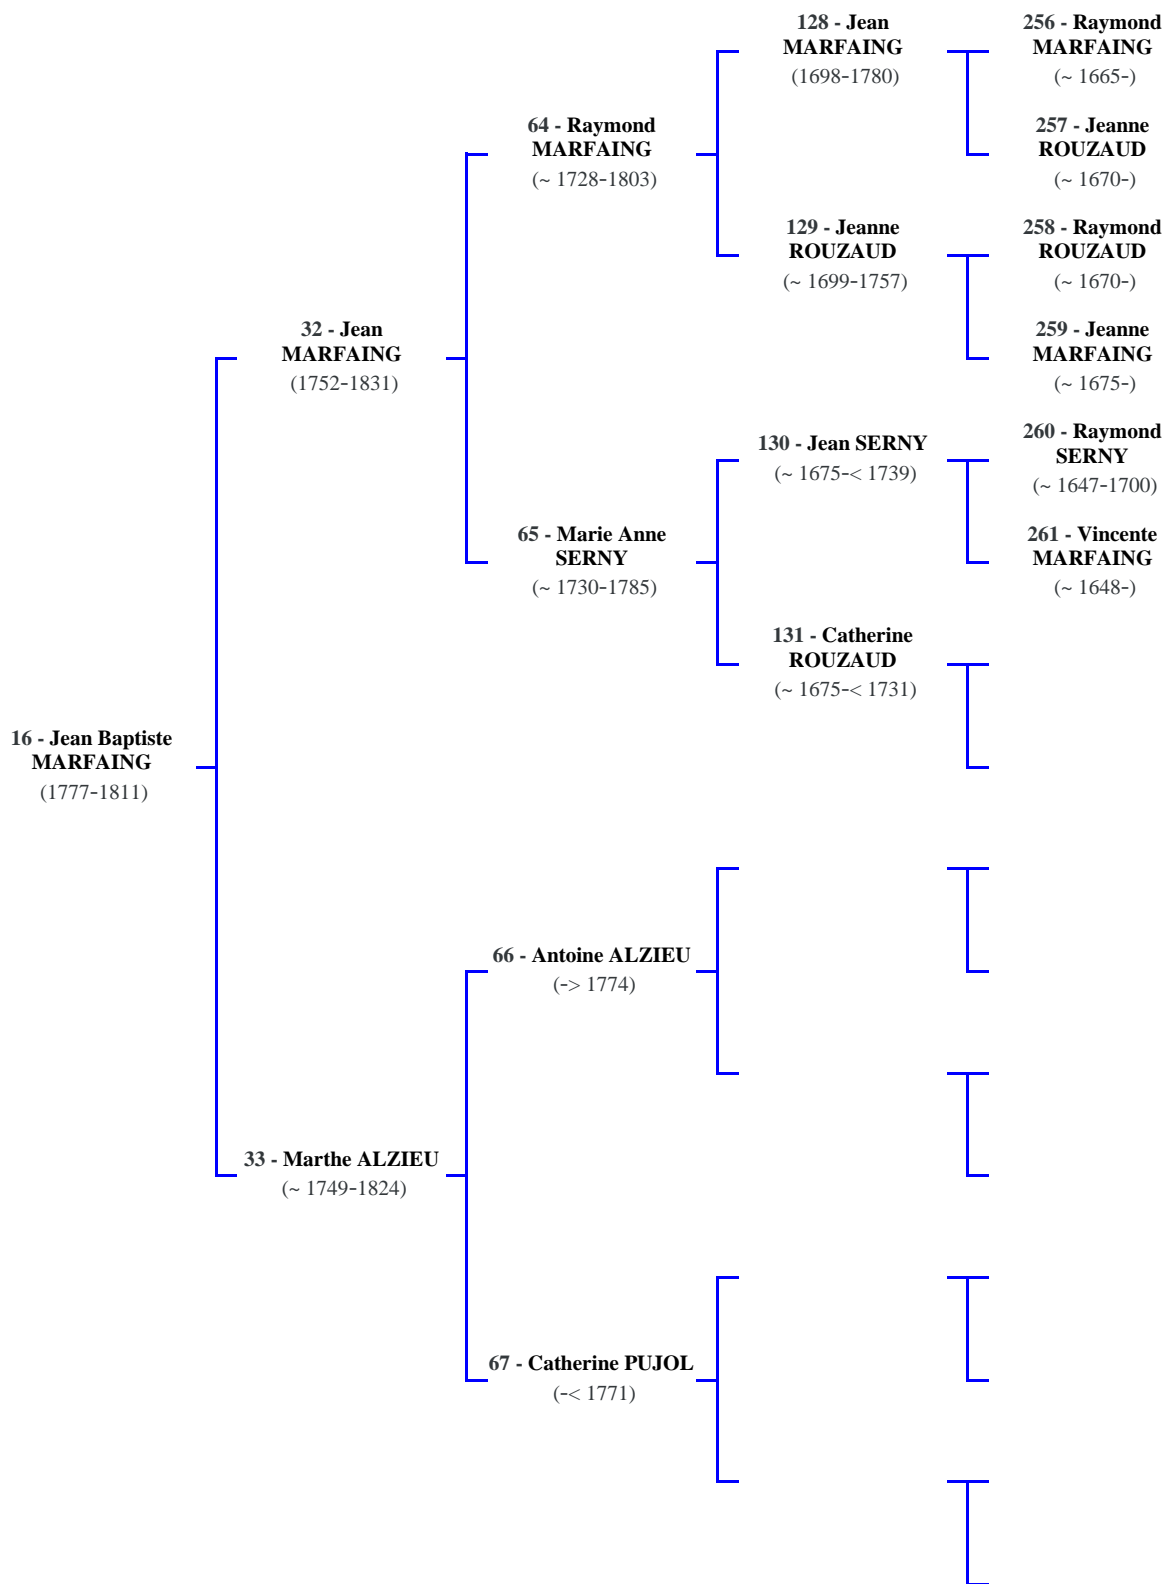 128 - Jean
MARFAING
(1698-1780)
256 - Raymond
MARFAING
(~ 1665-)
64 - Raymond
MARFAING
(~ 1728-1803)
257 - Jeanne
ROUZAUD
(~ 1670-)
129 - Jeanne
ROUZAUD
(~ 1699-1757)
258 - Raymond
ROUZAUD
(~ 1670-)
32 - Jean
MARFAING
(1752-1831)
259 - Jeanne
MARFAING
(~ 1675-)
130 - Jean SERNY
(~ 1675-< 1739)
260 - Raymond
SERNY
(~ 1647-1700)
65 - Marie Anne
SERNY
(~ 1730-1785)
261 - Vincente
MARFAING
(~ 1648-)
131 - Catherine
ROUZAUD
(~ 1675-< 1731)
16 - Jean Baptiste
MARFAING
(1777-1811)
66 - Antoine ALZIEU
(-> 1774)
33 - Marthe ALZIEU
(~ 1749-1824)
67 - Catherine PUJOL
(-< 1771)